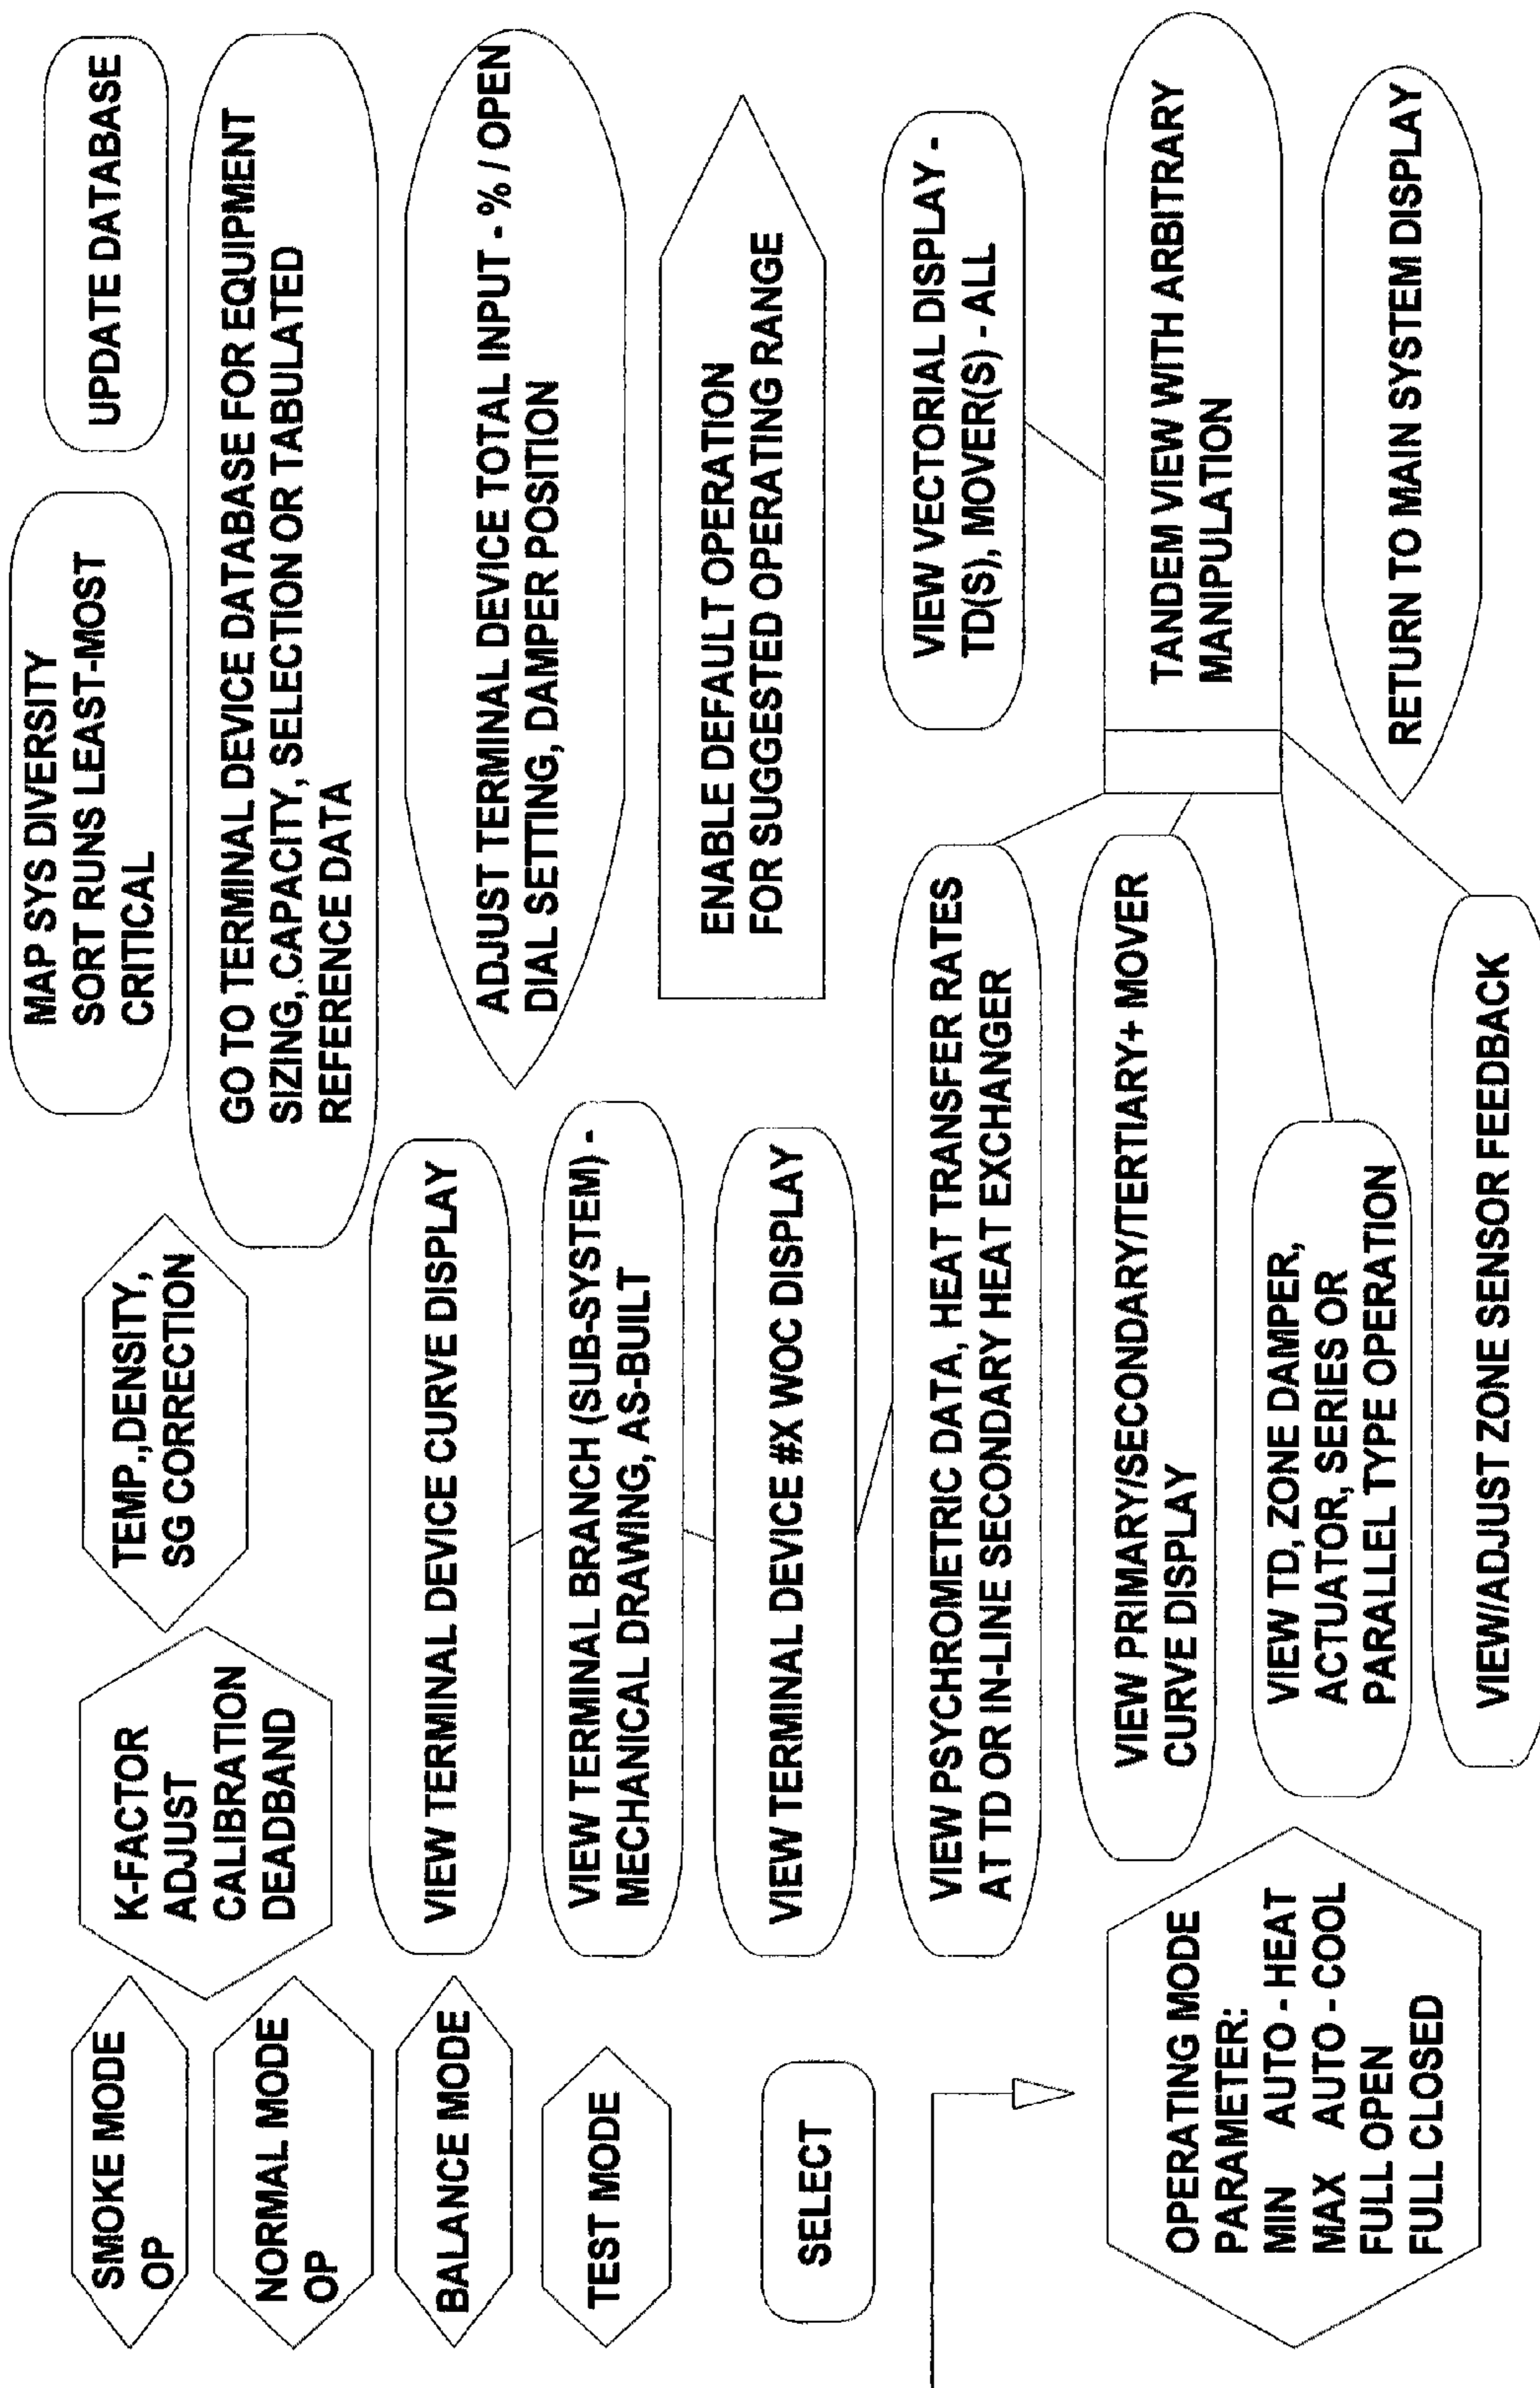 SMOKE MODE
OP
NORMAL MODE
OP
BALANCE MODE
TEST MODE
SELECT
OPERATING MODE
PARAMETER:
MIN AUTO - HEAT
MAX AUTO - COOL
FULL OPEN
FULL CLOSED
K-FACTOR
ADJUST
CALIBRATION
DEADBAND
TEMP.,DENSITY,
SG CORRECTION
MAP SYS DIVERSITY
SORT RUNS LEAST-MOST
CRITICAL
UPDATE DATABASE
GO TO TERMINAL DEVICE DATABASE FOR EQUIPMENT
SIZING, CAPACITY, SELECTION OR TABULATED
REFERENCE DATA
VIEW TERMINAL DEVICE CURVE DISPLAY
ADJUST TERMINAL DEVICE TOTAL INPUT - % / OPEN
DIAL SETTING, DAMPER POSITION
VIEW TERMINAL BRANCH (SUB-SYSTEM) -
MECHANICAL DRAWING, AS-BUILT
ENABLE DEFAULT OPERATION
FOR SUGGESTED OPERATING RANGE
VIEW TERMINAL DEVICE #X WOC DISPLAY
VIEW PSYCHROMETRIC DATA, HEAT TRANSFER RATES
AT TD OR IN-LINE SECONDARY HEAT EXCHANGER
VIEW VECTORIAL DISPLAY -
TD(S), MOVER(S) - ALL
VIEW PRIMARY/SECONDARY/TERTIARY+ MOVER
CURVE DISPLAY
TANDEM VIEW WITH ARBITRARY
MANIPULATION
VIEW TD, ZONE DAMPER,
ACTUATOR, SERIES OR
PARALLEL TYPE OPERATION
RETURN TO MAIN SYSTEM DISPLAY
VIEW/ADJUST ZONE SENSOR FEEDBACK